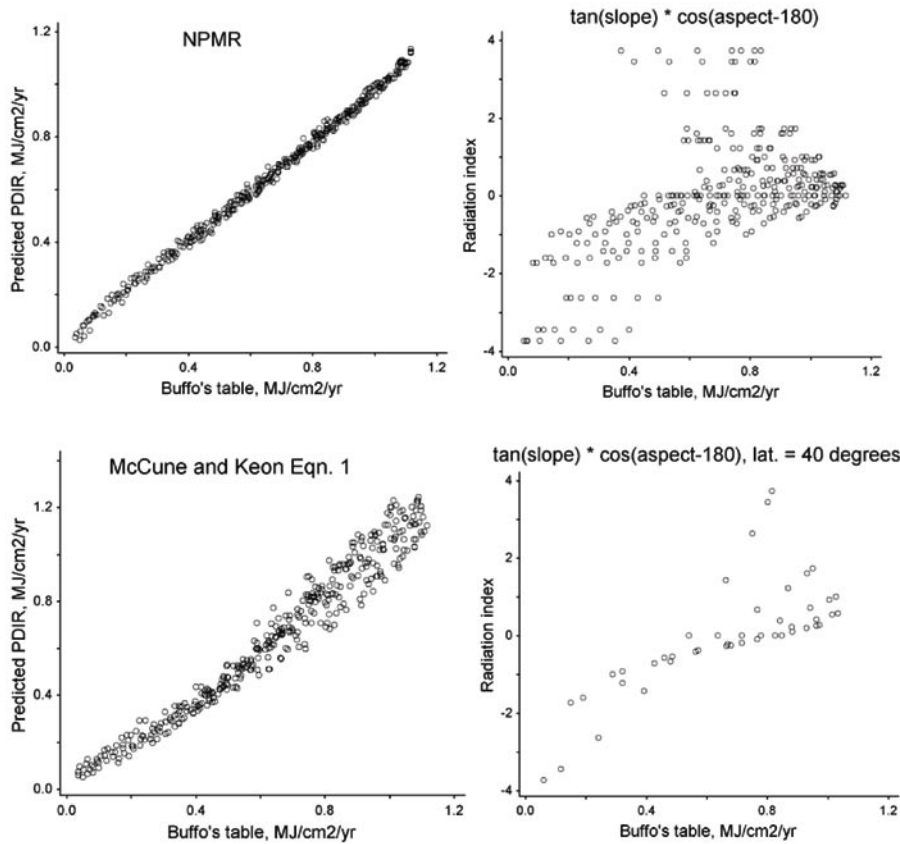 NPMR
Predicted PDIR, MJ/cm2/yr
1.2
0.8
0.4
0.0
0.0
0.4
0.8
1.2
Buffo's table, MJ/cm2/yr
tan(slope) * cos(aspect-180)
Radiation index
4
2
0
-2
-4
0.0
0.4
0.8
1.2
Buffo's table, MJ/cm2/yr
McCune and Keon Eqn. 1
Predicted PDIR, MJ/cm2/yr
1.2
0.8
0.4
0.0
0.0
0.4
0.8
1.2
Buffo's table, MJ/cm2/yr
tan(slope) * cos(aspect-180), lat. = 40 degrees
Radiation index
4
2
0
-2
-4
0.0
0.4
0.8
1.2
Buffo's table, MJ/cm2/yr